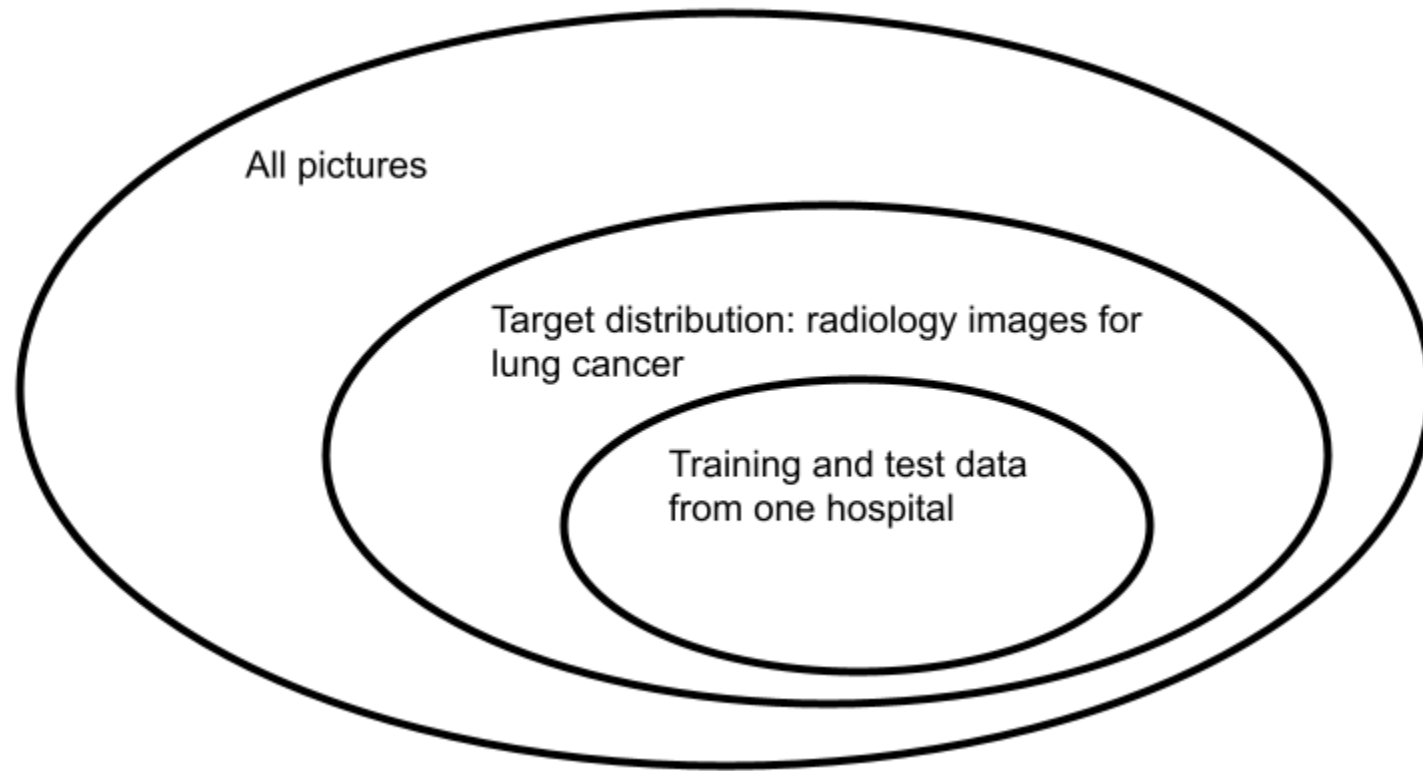 All pictures
Target distribution: radiology images for
lung cancer
Training and test data
from one hospital